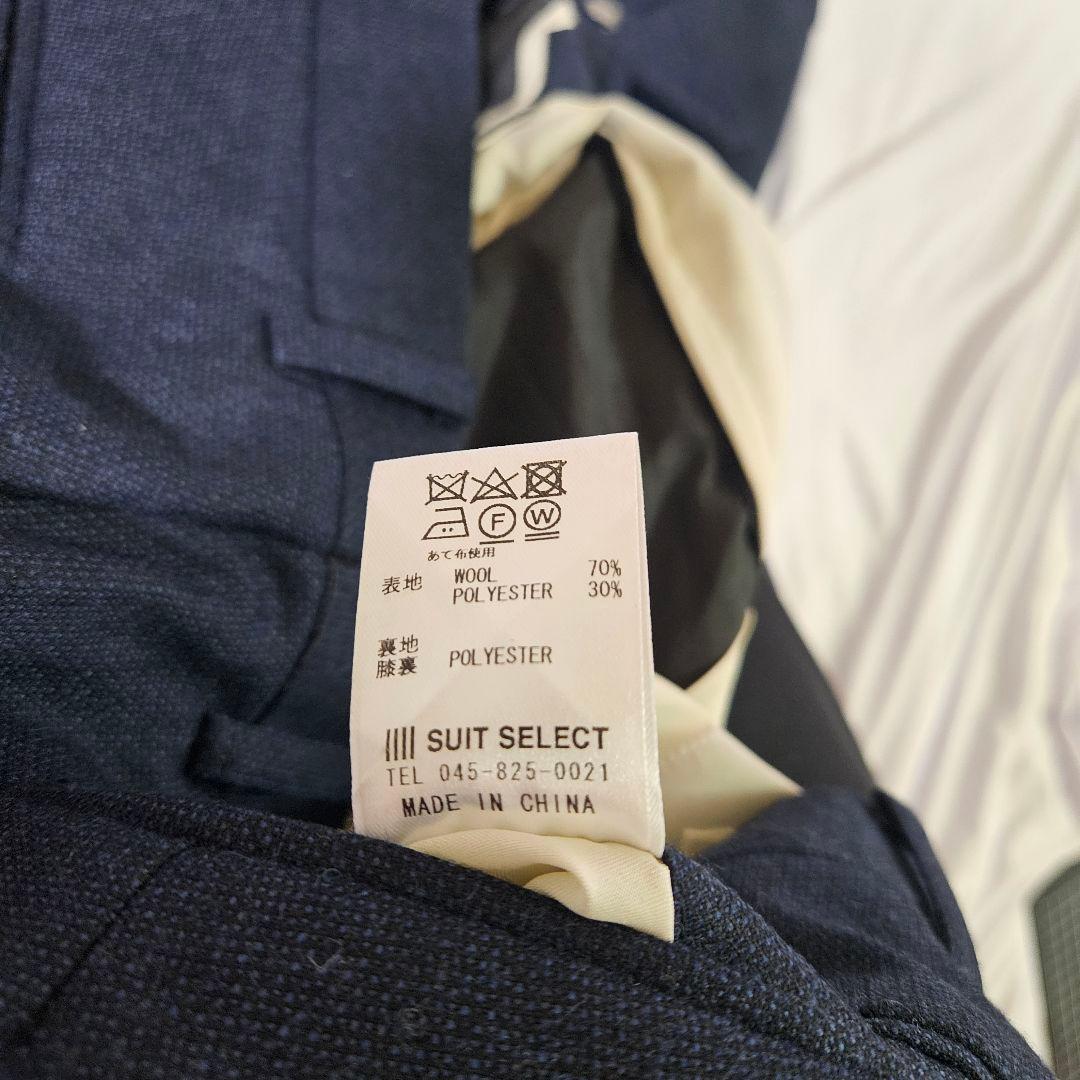 F W
あて布使用
表地 WOOL 70%
POLYESTER 30%
裏地
膝裏 POLYESTER
SUIT SELECT
TEL 045-825-0021
MADE IN CHINA